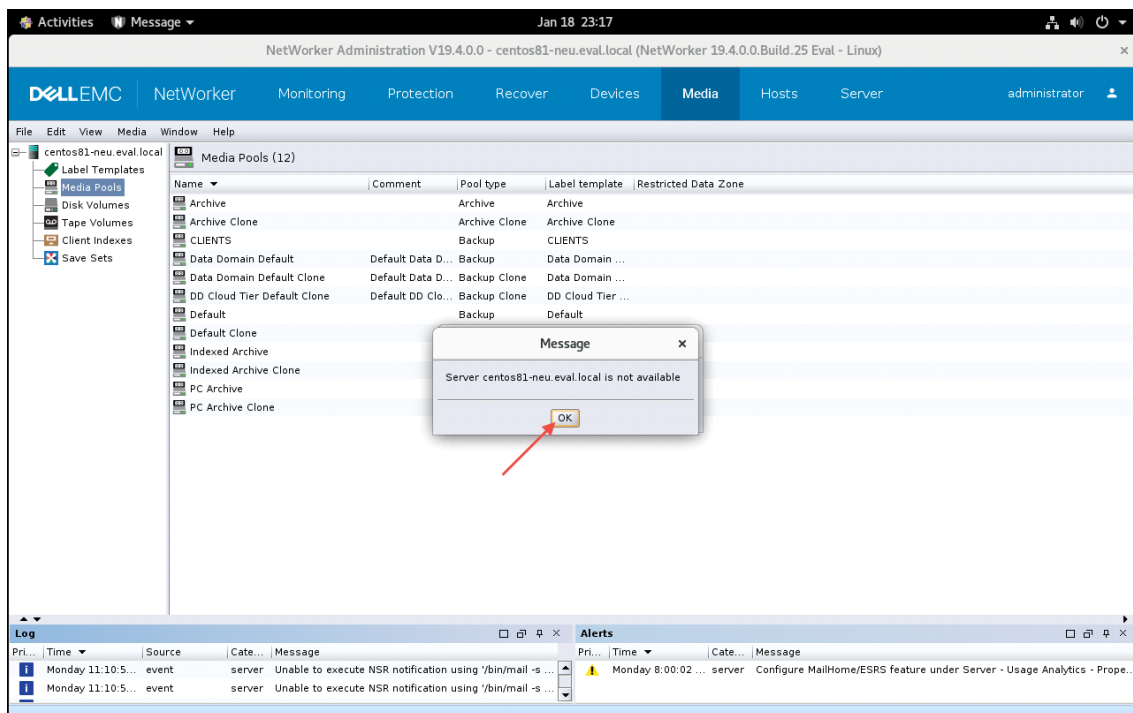 Activities Message Jan 18 23:17
NetWorker Administration V19.4.0.0 - centos81-neu.eval.local (NetWorker 19.4.0.0.Build.25 Eval - Linux) ×
DELLEMC NetWorker Monitoring Protection Recover Devices Media Hosts Server administrator
File Edit View Media Window Help
centos81-neu.eval.local
Label Templates
Media Pools
Disk Volumes
Tape Volumes
Client Indexes
Save Sets
Media Pools (12)
Name Comment Pool type Label template Restricted Data Zone
Archive Archive Archive
Archive Clone Archive Clone Archive Clone
CLIENTS Backup CLIENTS
Data Domain Default Default Data D... Backup Data Domain ...
Data Domain Default Clone Default Data D... Backup Clone Data Domain ...
DD Cloud Tier Default Clone Default DD Clo... Backup Clone DD Cloud Tier ...
Default Backup Default
Default Clone
Indexed Archive
Indexed Archive Clone
PC Archive
PC Archive Clone
Message ×
Server centos81-neu.eval.local is not available
OK
Log
Pri... Time Source Cate... Message
Monday 11:10:5... event server Unable to execute NSR notification using '/bin/mail -s ...
Monday 11:10:5... event server Unable to execute NSR notification using '/bin/mail -s ...
Alerts
Pri... Time Cate... Message
Monday 8:00:02 ... server Configure MailHome/ESRS feature under Server - Usage Analytics - Prope...